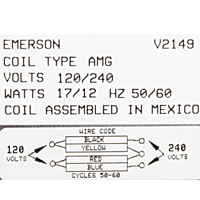 EMERSON V2149
COIL TYPE AMG
VOLTS 120/240
WATTS 17/12 HZ 50/60
COIL ASSEMBLED IN MEXICO
WIRE CODE
BLACK
YELLOW
120 VOLTS
240 VOLTS
RED
BLUE
CYCLES 50-60